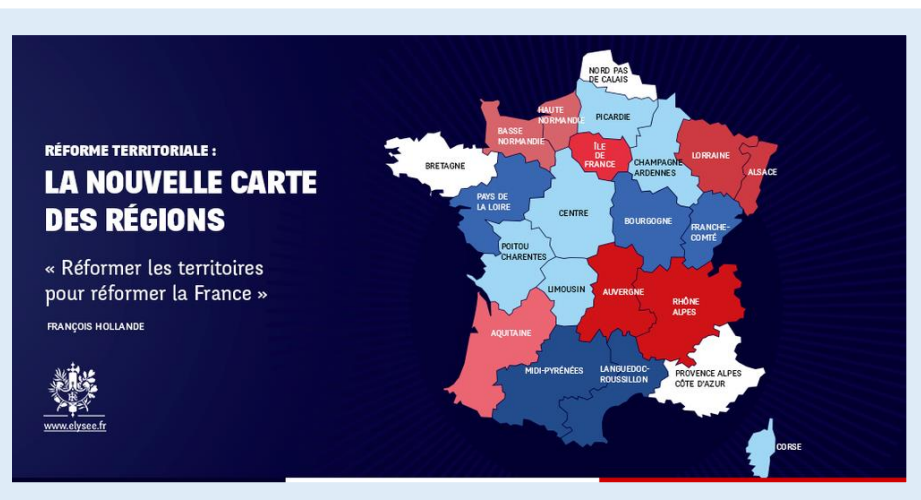 RÉFORME TERRITORIALE :
LA NOUVELLE CARTE
DES RÉGIONS
« Réformer les territoires
pour réformer la France »
FRANÇOIS HOLLANDE
www.elysee.fr
NORD PAS
DE CALAIS
HAUTE
NORMANDIE
PICARDIE
BASSE
NORMANDIE
ÎLE
DE
FRANCE
CHAMPAGNE
ARDENNES
LORRAINE
ALSACE
BRETAGNE
PAYS DE
LA LOIRE
CENTRE
BOURGOGNE
FRANCHE-
COMTÉ
POITOU
CHARENTES
LIMOUSIN
AUVERGNE
RHÔNE
ALPES
AQUITAINE
MIDI-PYRÉNÉES
LANGUEDOC-
ROUSSILLON
PROVENCE ALPES
CÔTE D'AZUR
CORSE